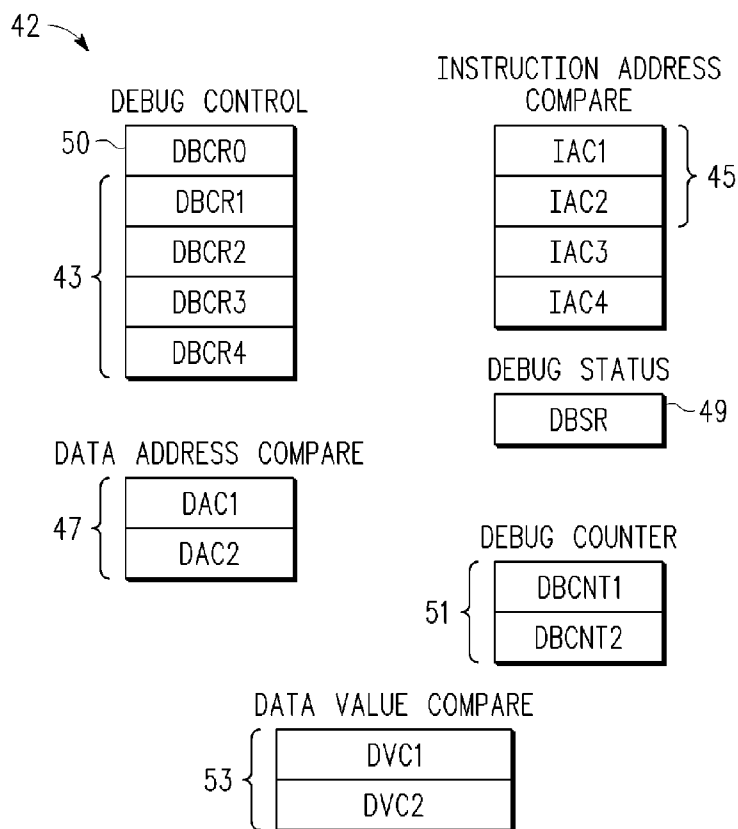 42
DEBUG CONTROL
50
DBCR0
DBCR1
DBCR2
DBCR3
DBCR4
43
INSTRUCTION ADDRESS
COMPARE
IAC1
IAC2
IAC3
IAC4
45
DEBUG STATUS
DBSR
49
DATA ADDRESS COMPARE
47
DAC1
DAC2
DEBUG COUNTER
51
DBCNT1
DBCNT2
DATA VALUE COMPARE
53
DVC1
DVC2